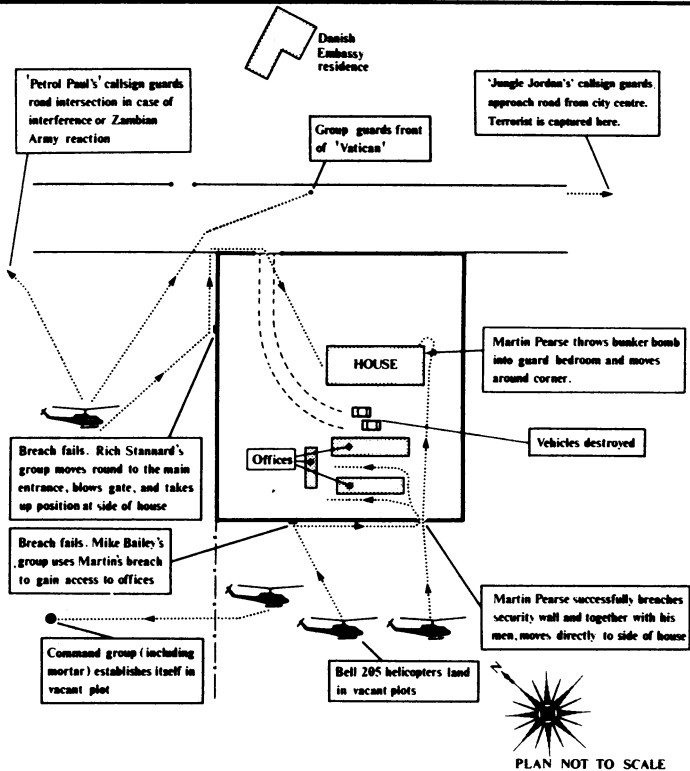 Danish
Embassy
residence
'Petrol Paul's' callsign guards
road intersection in case of
interference or Zambian
Army reaction
'Jungle Jordan's' callsign guards
approach road from city centre.
Terrorist is captured here.
Group guards front
of 'Vatican'
HOUSE
Martin Pearse throws bunker bomb
into guard bedroom and moves
around corner.
Vehicles destroyed
Offices
Breach fails. Rich Stannard's
group moves round to the main
entrance, blows gate, and takes
up position at side of house
Breach fails. Mike Bailey's
group uses Martin's breach
to gain access to offices
Martin Pearse successfully breaches
security wall and together with his
men, moves directly to side of house
Command group (including
mortar) establishes itself in
vacant plot
Bell 205 helicopters land
in vacant plots
N
PLAN NOT TO SCALE